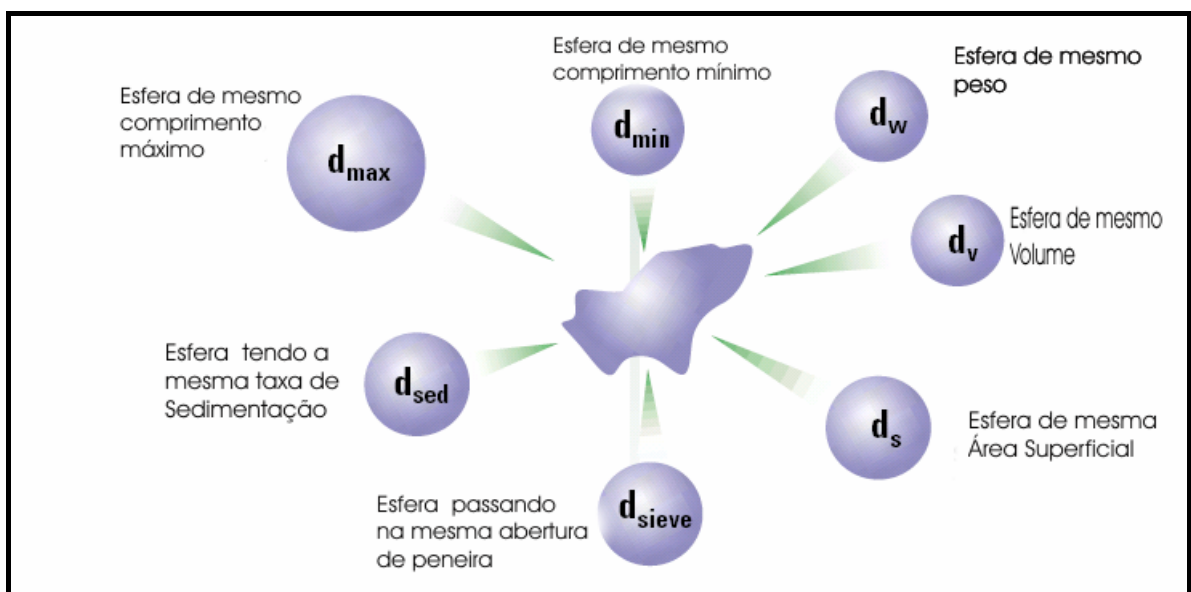 Esfera de mesmo
comprimento
máximo
d max
Esfera de mesmo
comprimento mínimo
d min
Esfera de mesmo
peso
d w
Esfera de mesmo
Volume
d v
Esfera tendo a
mesma taxa de
Sedimentação
d sed
Esfera de mesma
Área Superficial
d s
Esfera passando
na mesma abertura
de peneira
d sieve